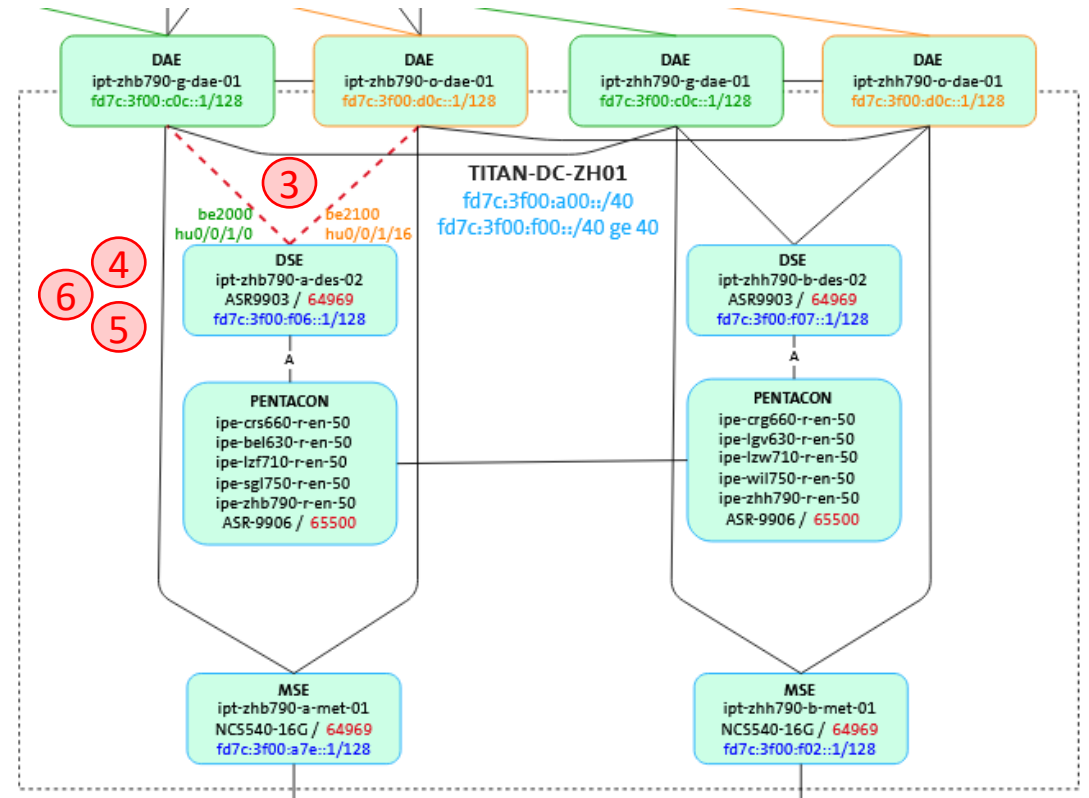 DAE
ipt-zhb790-g-dae-01
fd7c:3f00:c0c::1/128
DAE
ipt-zhb790-o-dae-01
fd7c:3f00:d0c::1/128
DAE
ipt-zhh790-g-dae-01
fd7c:3f00:c0c::1/128
DAE
ipt-zhh790-o-dae-01
fd7c:3f00:d0c::1/128
3
TITAN-DC-ZH01
fd7c:3f00:a00::/40
fd7c:3f00:f00::/40 ge 40
be2000
hu0/0/1/0
be2100
hu0/0/1/16
4
6
5
DSE
ipt-zhb790-a-des-02
ASR9903 / 64969
fd7c:3f00:f06::1/128
DSE
ipt-zhh790-b-des-02
ASR9903 / 64969
fd7c:3f00:f07::1/128
A
A
PENTACON
ipe-crs660-r-en-50
ipe-bel630-r-en-50
ipe-lzf710-r-en-50
ipe-sgl750-r-en-50
ipe-zhb790-r-en-50
ASR-9906 / 65500
PENTACON
ipe-crg660-r-en-50
ipe-lgv630-r-en-50
ipe-lzw710-r-en-50
ipe-wil750-r-en-50
ipe-zhh790-r-en-50
ASR-9906 / 65500
MSE
ipt-zhb790-a-met-01
NCS540-16G / 64969
fd7c:3f00:a7e::1/128
MSE
ipt-zhh790-b-met-01
NCS540-16G / 64969
fd7c:3f00:f02::1/128